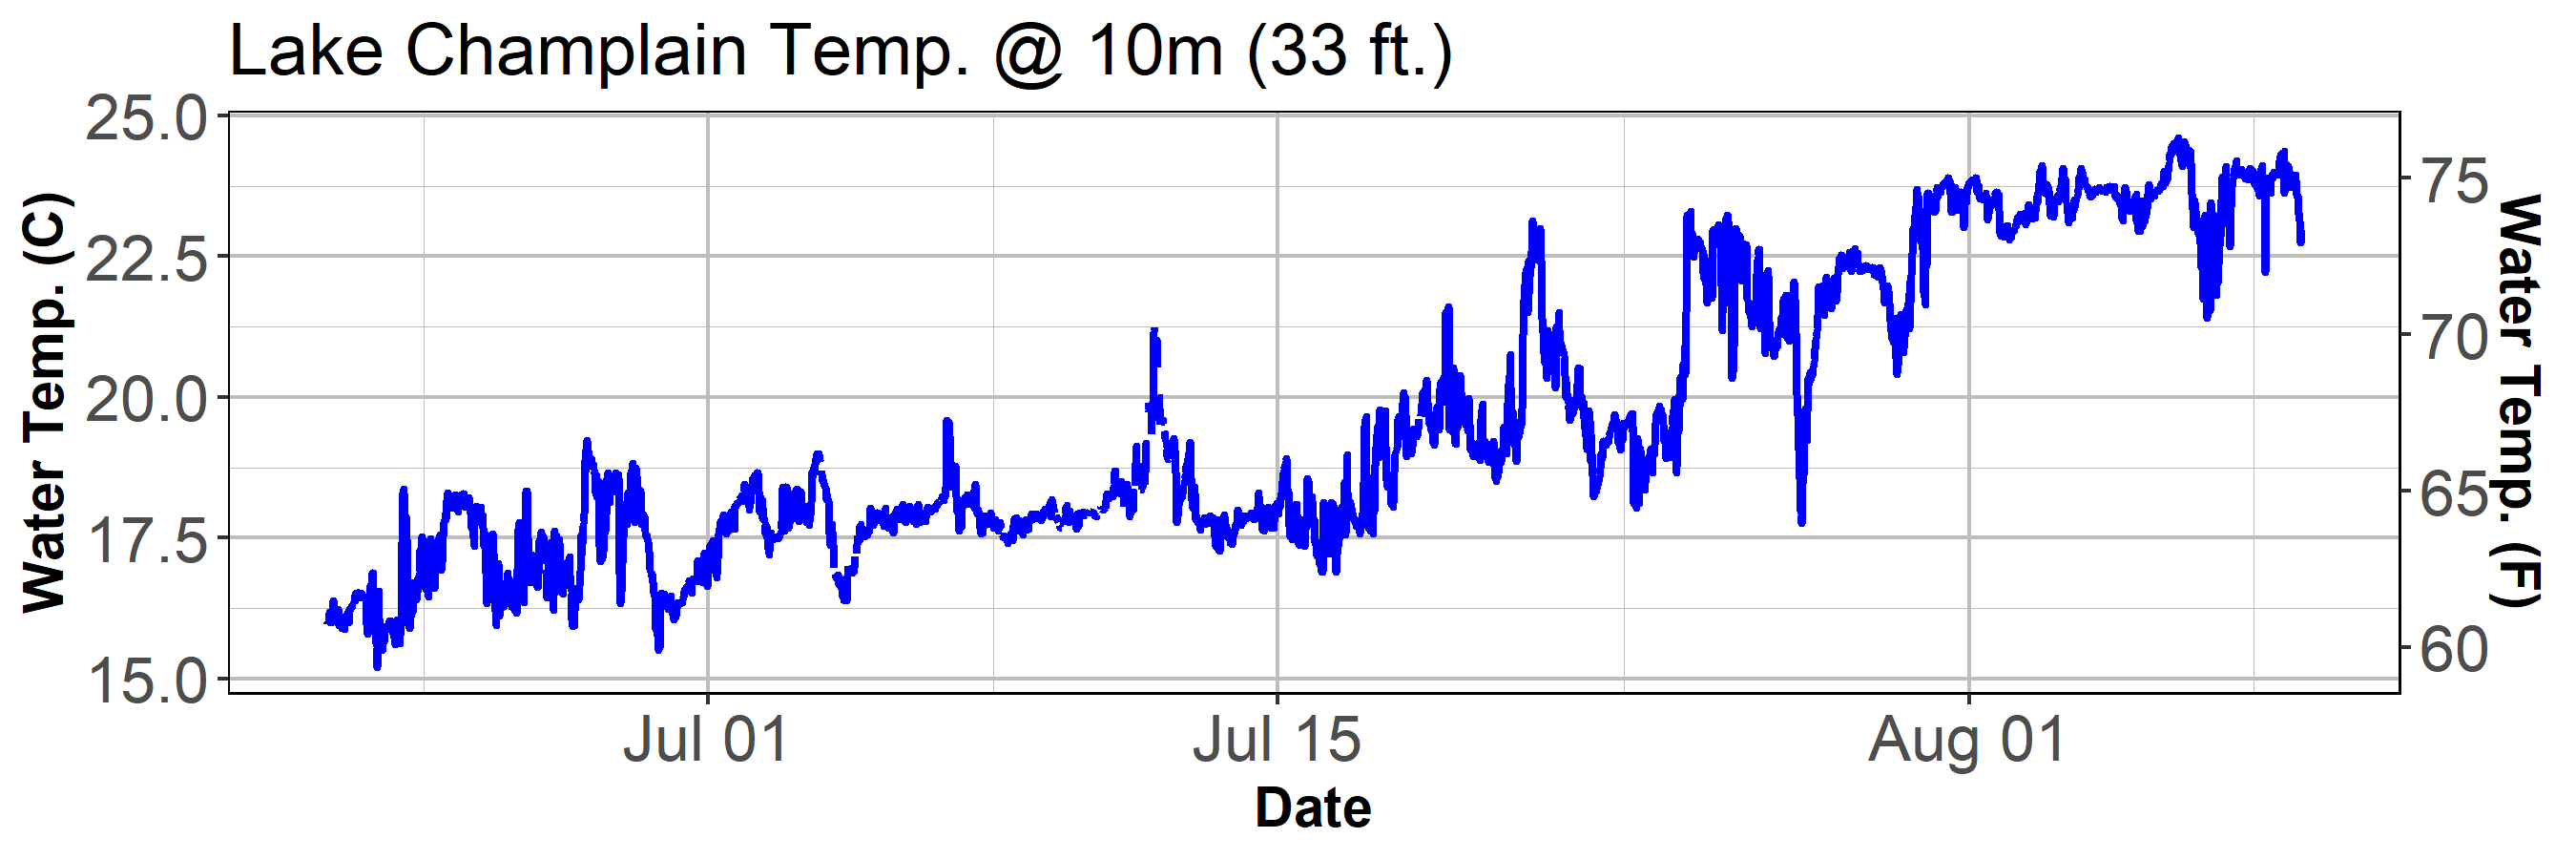 Lake Champlain Temp. @ 10m (33 ft.)
Water Temp. (C)
25.0
22.5
20.0
17.5
15.0
75
70
65
60
Water Temp. (F)
Jul 01
Jul 15
Aug 01
Date